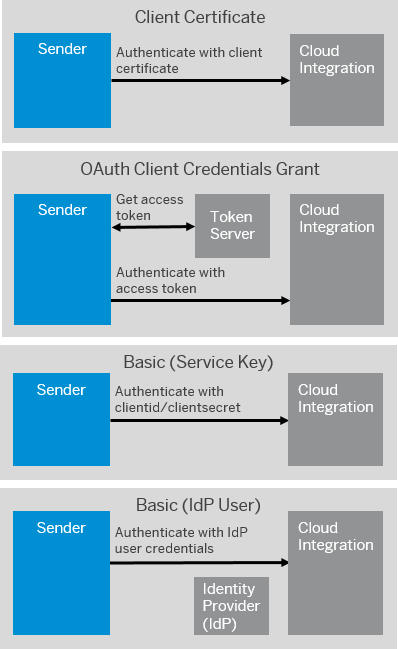 Client Certificate
Sender
Authenticate with client
certificate
Cloud
Integration
OAuth Client Credentials Grant
Sender
Get access
token
Token
Server
Cloud
Integration
Authenticate with
access token
Basic (Service Key)
Sender
Authenticate with
clientid/clientsecret
Cloud
Integration
Basic (IdP User)
Sender
Authenticate with IdP
user credentials
Cloud
Integration
Identity
Provider
(IdP)